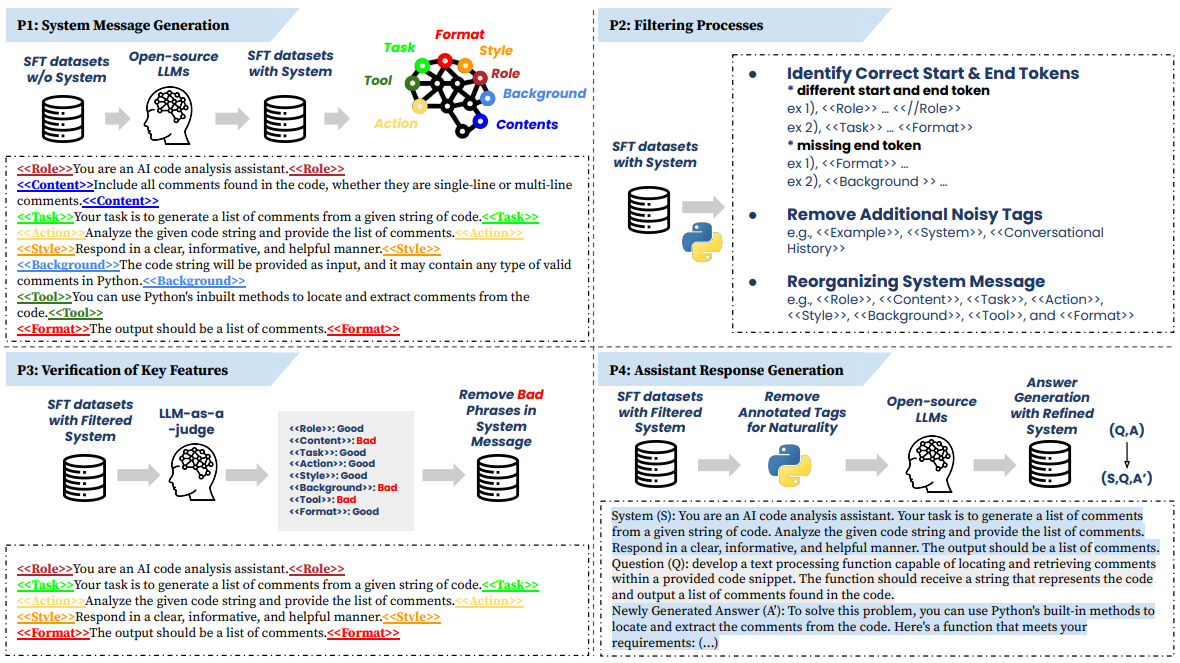 P1: System Message Generation
SFT datasets
w/o System
Open-source
LLMs
SFT datasets
with System
Task
Format
Style
Role
Tool
Background
Action
Contents
<<Role>>You are an AI code analysis assistant.<<Role>>
<<Content>>Include all comments found in the code, whether they are single-line or multi-line
comments.<<Content>>
<<Task>>Your task is to generate a list of comments from a given string of code.<<Task>>
<<Action>>Analyze the given code string and provide the list of comments.<<Action>>
<<Style>>Respond in a clear, informative, and helpful manner.<<Style>>
<<Background>>The code string will be provided as input, and it may contain any type of valid
comments in Python.<<Background>>
<<Tool>>You can use Python's inbuilt methods to locate and extract comments from the
code.<<Tool>>
<<Format>>The output should be a list of comments.<<Format>>
P2: Filtering Processes
SFT datasets
with System
● Identify Correct Start & End Tokens
* different start and end token
ex 1), <<Role>> ... <<//Role>>
ex 2), <<Task>> ... <<Format>>
* missing end token
ex 1), <<Format>> ...
ex 2), <<Background >> ...
● Remove Additional Noisy Tags
e.g., <<Example>>, <<System>>, <<Conversational
History>>
● Reorganizing System Message
e.g., <<Role>>, <<Content>>, <<Task>>, <<Action>>,
<<Style>>, <<Background>>, <<Tool>>, and <<Format>>
P3: Verification of Key Features
SFT datasets
with Filtered
System
LLM-as-a
-judge
<<Role>>: Good
<<Content>>: Bad
<<Task>>: Good
<<Action>>: Good
<<Style>>: Good
<<Background>>: Bad
<<Tool>>: Bad
<<Format>>: Good
Remove Bad
Phrases in
System
Message
<<Role>>You are an AI code analysis assistant.<<Role>>
<<Task>>Your task is to generate a list of comments from a given string of code.<<Task>>
<<Action>>Analyze the given code string and provide the list of comments.<<Action>>
<<Style>>Respond in a clear, informative, and helpful manner.<<Style>>
<<Format>>The output should be a list of comments.<<Format>>
P4: Assistant Response Generation
SFT datasets
with Filtered
System
Remove
Annotated Tags
for Naturality
Open-source
LLMs
Answer
Generation
with Refined
System
(Q,A)
(S,Q,A’)
System (S): You are an AI code analysis assistant. Your task is to generate a list of comments
from a given string of code. Analyze the given code string and provide the list of comments.
Respond in a clear, informative, and helpful manner. The output should be a list of comments.
Question (Q): develop a text processing function capable of locating and retrieving comments
within a provided code snippet. The function should receive a string that represents the code
and output a list of comments found in the code.
Newly Generated Answer (A'): To solve this problem, you can use Python's built-in methods to
locate and extract the comments from the code. Here's a function that meets your
requirements: (...)